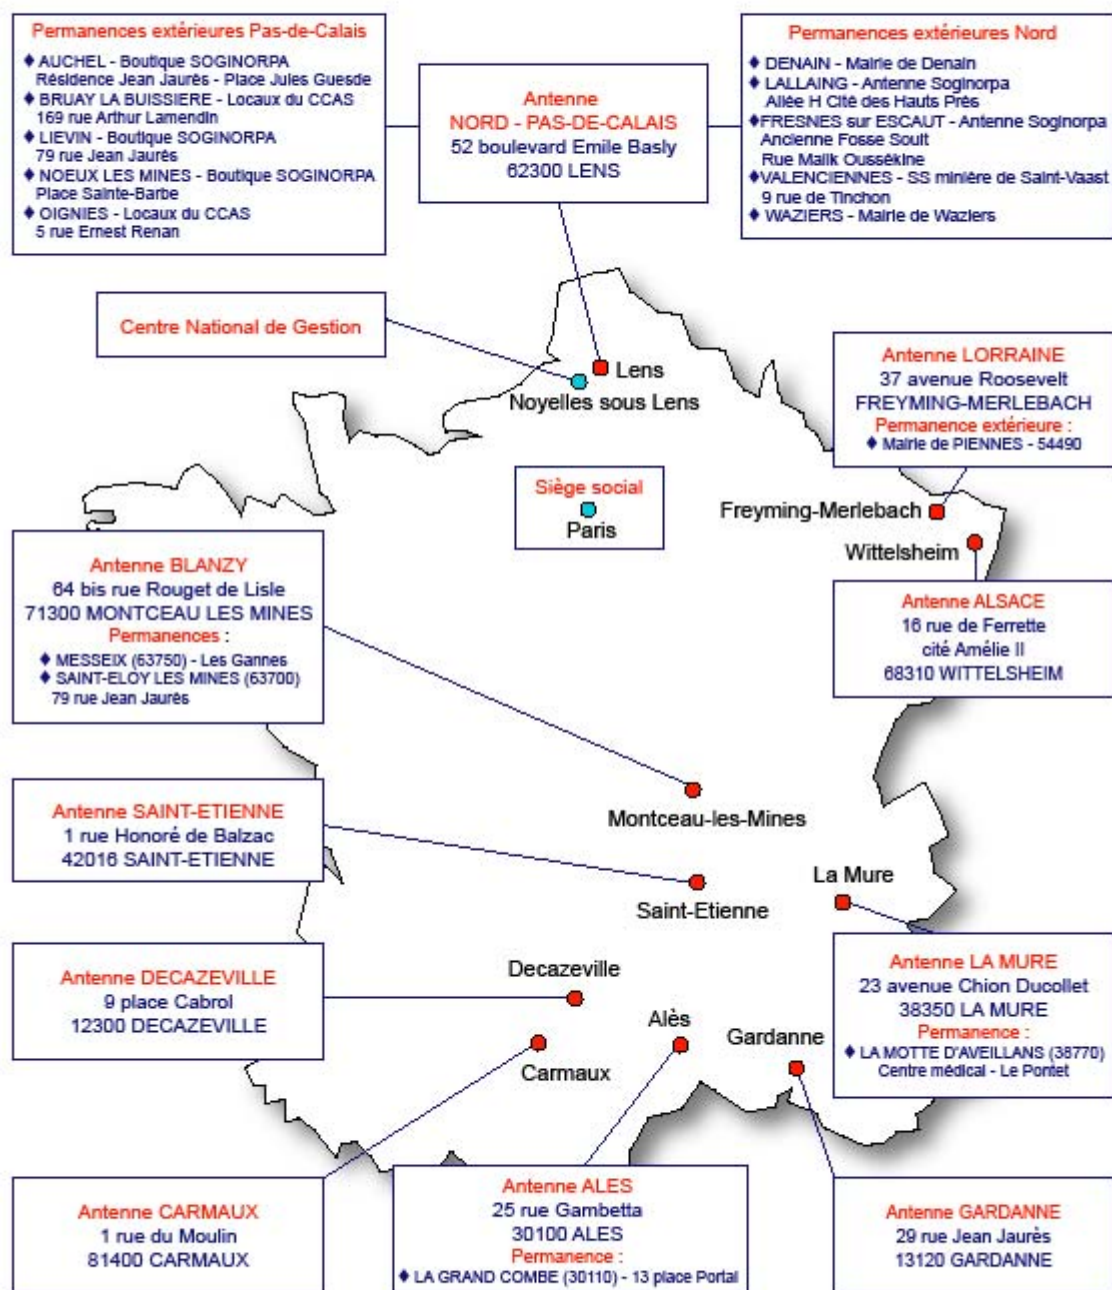 Permanences extérieures Pas-de-Calais
♦ AUCHEL - Boutique SOGINORPA
Résidence Jean Jaurès - Place Jules Guesde
♦ BRUAY LA BUISSIERE - Locaux du CCAS
169 rue Arthur Lamendin
♦ LIEVIN - Boutique SOGINORPA
79 rue Jean Jaurés
♦ NOEUX LES MINES - Boutique SOGINORPA
Place Sainte-Barbe
♦ OIGNIES - Locaux du CCAS
5 rue Ernest Renan
Antenne
NORD - PAS-DE-CALAIS
52 boulevard Emile Basly
62300 LENS
Permanences extérieures Nord
♦ DENAIN - Mairie de Denain
♦ LALLAING - Antenne Soginorpa
Allée H Cité des Hauts Prés
♦FRESNES sur ESCAUT - Antenne Soginorpa
Ancienne Fosse Soult
Rue Malik Oussékine
♦VALENCIENNES - SS minière de Saint-Vaast
9 rue de Tinchon
♦ WAZIERS - Mairie de Waziers
Centre National de Gestion
Lens
Noyelles sous Lens
Antenne LORRAINE
37 avenue Roosevelt
FREYMING-MERLEBACH
Permanence extérieure :
♦ Mairie de PIENNES - 54490
Siège social
Paris
Freyming-Merlebach
Wittelsheim
Antenne BLANZY
64 bis rue Rouget de Lisle
71300 MONTCEAU LES MINES
Permanences :
♦ MESSEIX (63750) - Les Gannes
♦ SAINT-ELOY LES MINES (63700)
79 rue Jean Jaurés
Antenne ALSACE
16 rue de Ferrette
cité Amélie II
68310 WITTELSHEIM
Montceau-les-Mines
Antenne SAINT-ETIENNE
1 rue Honoré de Balzac
42016 SAINT-ETIENNE
La Mure
Saint-Etienne
Antenne DECAZEVILLE
9 place Cabrol
12300 DECAZEVILLE
Decazeville
Alès
Gardanne
Carmaux
Antenne LA MURE
23 avenue Chion Ducollet
38350 LA MURE
Permanence :
♦ LA MOTTE D'AVEILLANS (38770)
Centre médical - Le Pontet
Antenne CARMAUX
1 rue du Moulin
81400 CARMAUX
Antenne ALES
25 rue Gambetta
30100 ALES
Permanence :
♦ LA GRAND COMBE (30110) - 13 place Portal
Antenne GARDANNE
29 rue Jean Jaurès
13120 GARDANNE